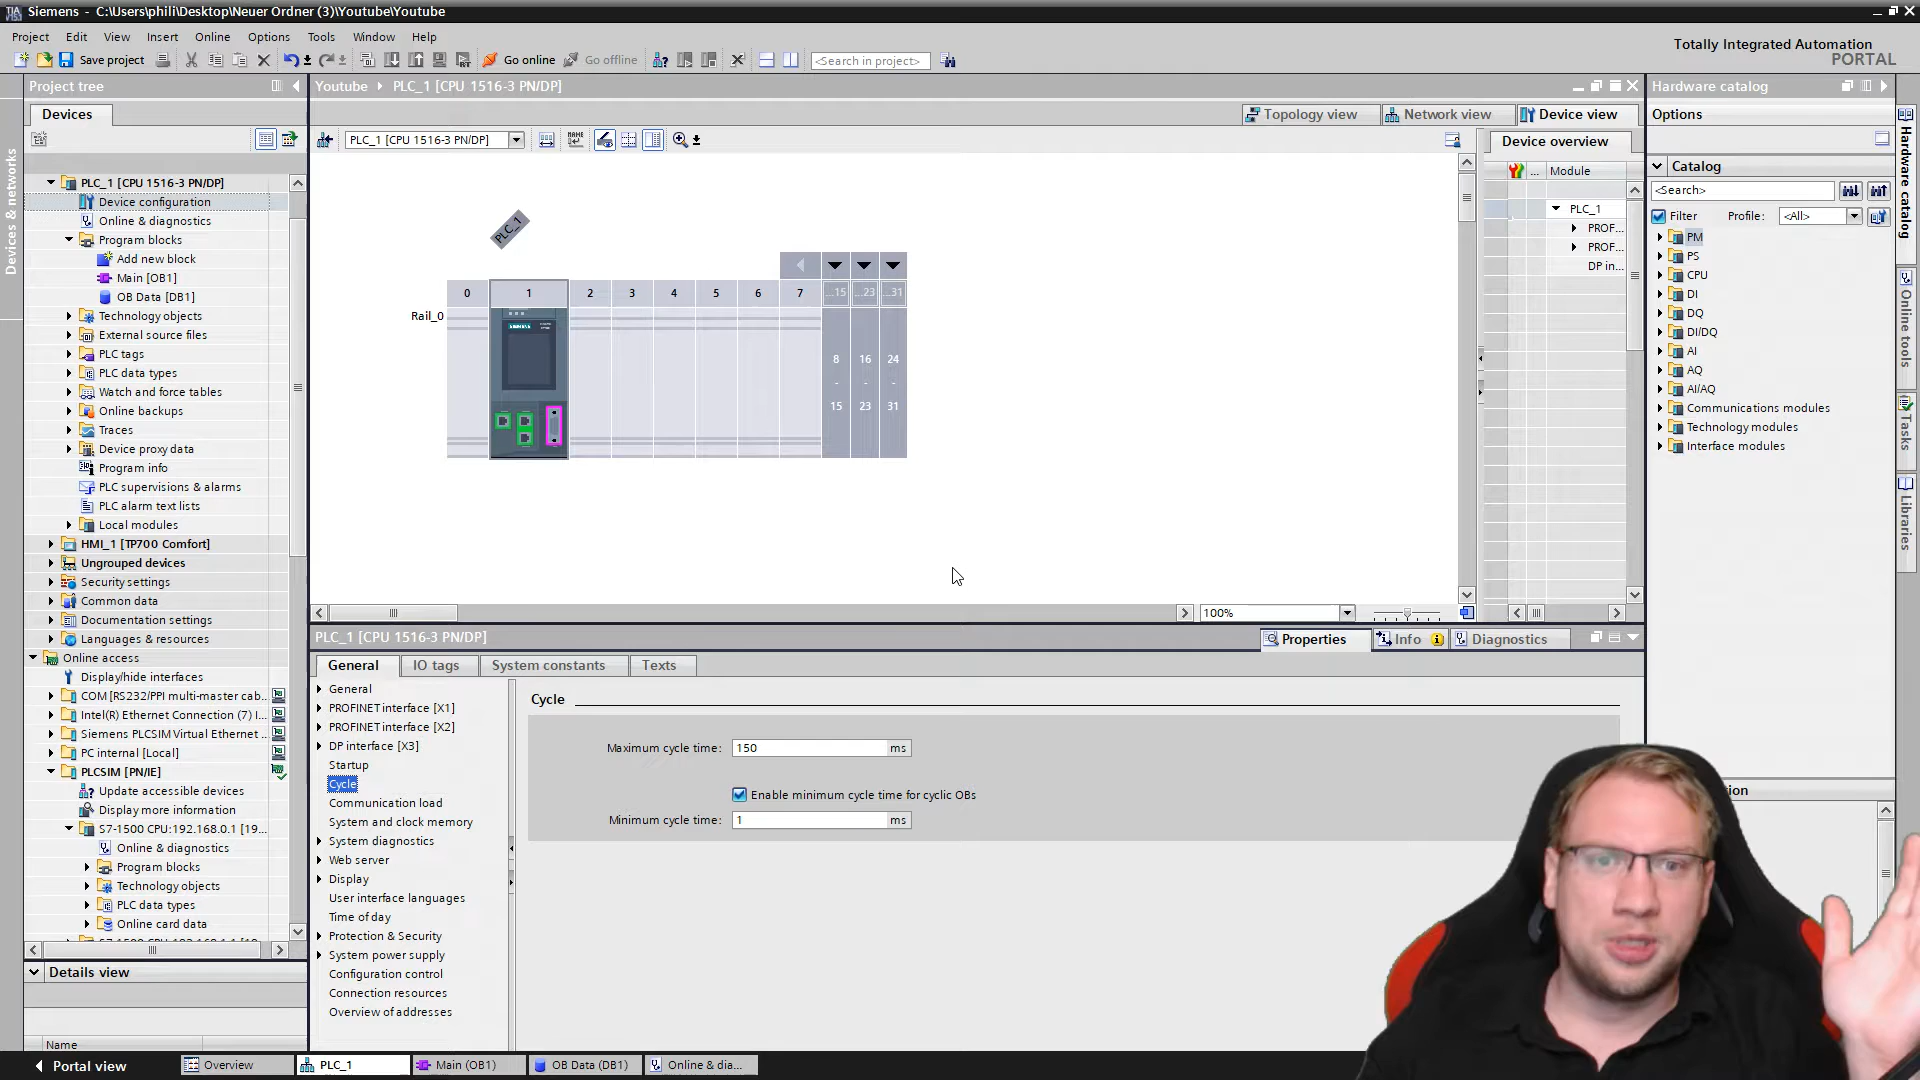 Siemens - C:\Users\phili\Desktop\Neuer Ordner (3)\Youtube\Youtube
Project Edit View Insert Online Options Tools Window Help
Totally Integrated Automation
PORTAL
Save project
Go online
Go offline
<Search in project>
Project tree
Devices
Devices & networks
PLC_1 [CPU 1516-3 PN/DP]
Device configuration
Online & diagnostics
Program blocks
Add new block
Main [OB1]
OB Data [DB1]
Technology objects
External source files
PLC tags
PLC data types
Watch and force tables
Online backups
Traces
Device proxy data
Program info
PLC supervisions & alarms
PLC alarm text lists
Local modules
HMI_1 [TP700 Comfort]
Ungrouped devices
Security settings
Common data
Documentation settings
Languages & resources
Online access
Display/hide interfaces
COM [RS232/PPI multi-master cab..
Intel(R) Ethernet Connection (7) I...
Siemens PLCSIM Virtual Ethernet ..
PC internal [Local]
PLCSIM [PN/IE]
Update accessible devices
Display more information
S7-1500 CPU:192.168.0.1 [19...
Online & diagnostics
Program blocks
Technology objects
PLC data types
Online card data
Details view
Name
Youtube PLC_1 [CPU 1516-3 PN/DP]
Topology view
Network view
Device view
PLC_1 [CPU 1516-3 PN/DP]
PLC_1
0 1 2 3 4 5 6 7 ...15 ...23 ...31
Rail_0
SIEMENS
8 16 24
- - -
15 23 31
100%
Device overview
... Module
PLC_1
PROF...
PROF...
DP in...
PLC_1 [CPU 1516-3 PN/DP]
Properties
Info
Diagnostics
General
IO tags
System constants
Texts
General
PROFINET interface [X1]
PROFINET interface [X2]
DP interface [X3]
Startup
Cycle
Communication load
System and clock memory
System diagnostics
Web server
Display
User interface languages
Time of day
Protection & Security
System power supply
Configuration control
Connection resources
Overview of addresses
Cycle
Maximum cycle time: 150 ms
Enable minimum cycle time for cyclic OBs
Minimum cycle time: 1 ms
Hardware catalog
Options
Catalog
<Search>
Filter Profile: <All>
PM
PS
CPU
DI
DQ
DI/DQ
AI
AQ
AI/AQ
Communications modules
Technology modules
Interface modules
Hardware catalog
Online tools
Tasks
Libraries
Portal view
Overview
PLC_1
Main (OB1)
OB Data (DB1)
Online & dia...